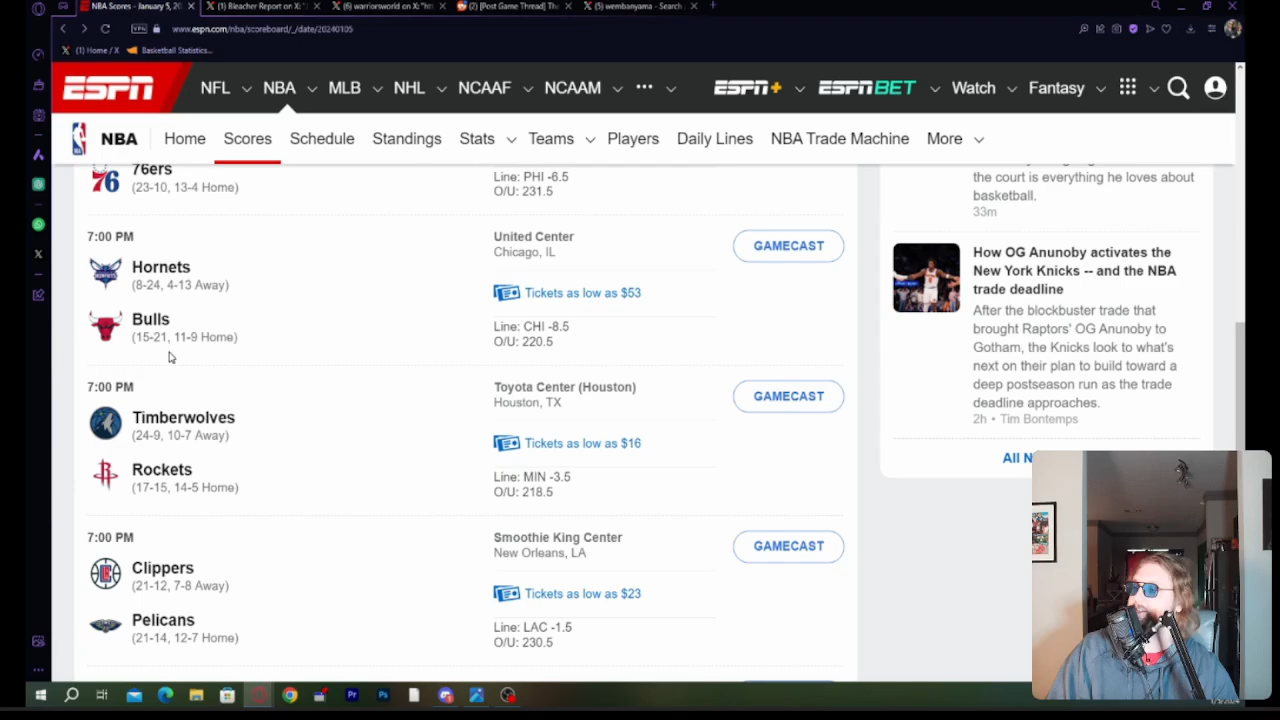 NBA Scores - January 5, 20
(1) Bleacher Report on X: "
(6) warriorsworld on X: "htt
(2) [Post Game Thread] The
(5) wembanyama - Search
VPN
www.espn.com/nba/scoreboard/_/date/20240105
(1) Home / X
Basketball Statistics...
ESPN
NFL
NBA
MLB
NHL
NCAAF
NCAAM
ESPN+
ESPN BET
Watch
Fantasy
NBA
Home
Scores
Schedule
Standings
Stats
Teams
Players
Daily Lines
NBA Trade Machine
More
76
76ers
(23-10, 13-4 Home)
Line: PHI -6.5
O/U: 231.5
7:00 PM
Hornets
(8-24, 4-13 Away)
Bulls
(15-21, 11-9 Home)
United Center
Chicago, IL
Tickets as low as $53
Line: CHI -8.5
O/U: 220.5
GAMECAST
7:00 PM
Timberwolves
(24-9, 10-7 Away)
Rockets
(17-15, 14-5 Home)
Toyota Center (Houston)
Houston, TX
Tickets as low as $16
Line: MIN -3.5
O/U: 218.5
GAMECAST
7:00 PM
Clippers
(21-12, 7-8 Away)
Pelicans
(21-14, 12-7 Home)
Smoothie King Center
New Orleans, LA
Tickets as low as $23
Line: LAC -1.5
O/U: 230.5
GAMECAST
the court is everything he loves about
basketball.
33m
How OG Anunoby activates the
New York Knicks -- and the NBA
trade deadline
After the blockbuster trade that
brought Raptors' OG Anunoby to
Gotham, the Knicks look to what's
next on their plan to build toward a
deep postseason run as the trade
deadline approaches.
2h • Tim Bontemps
All N